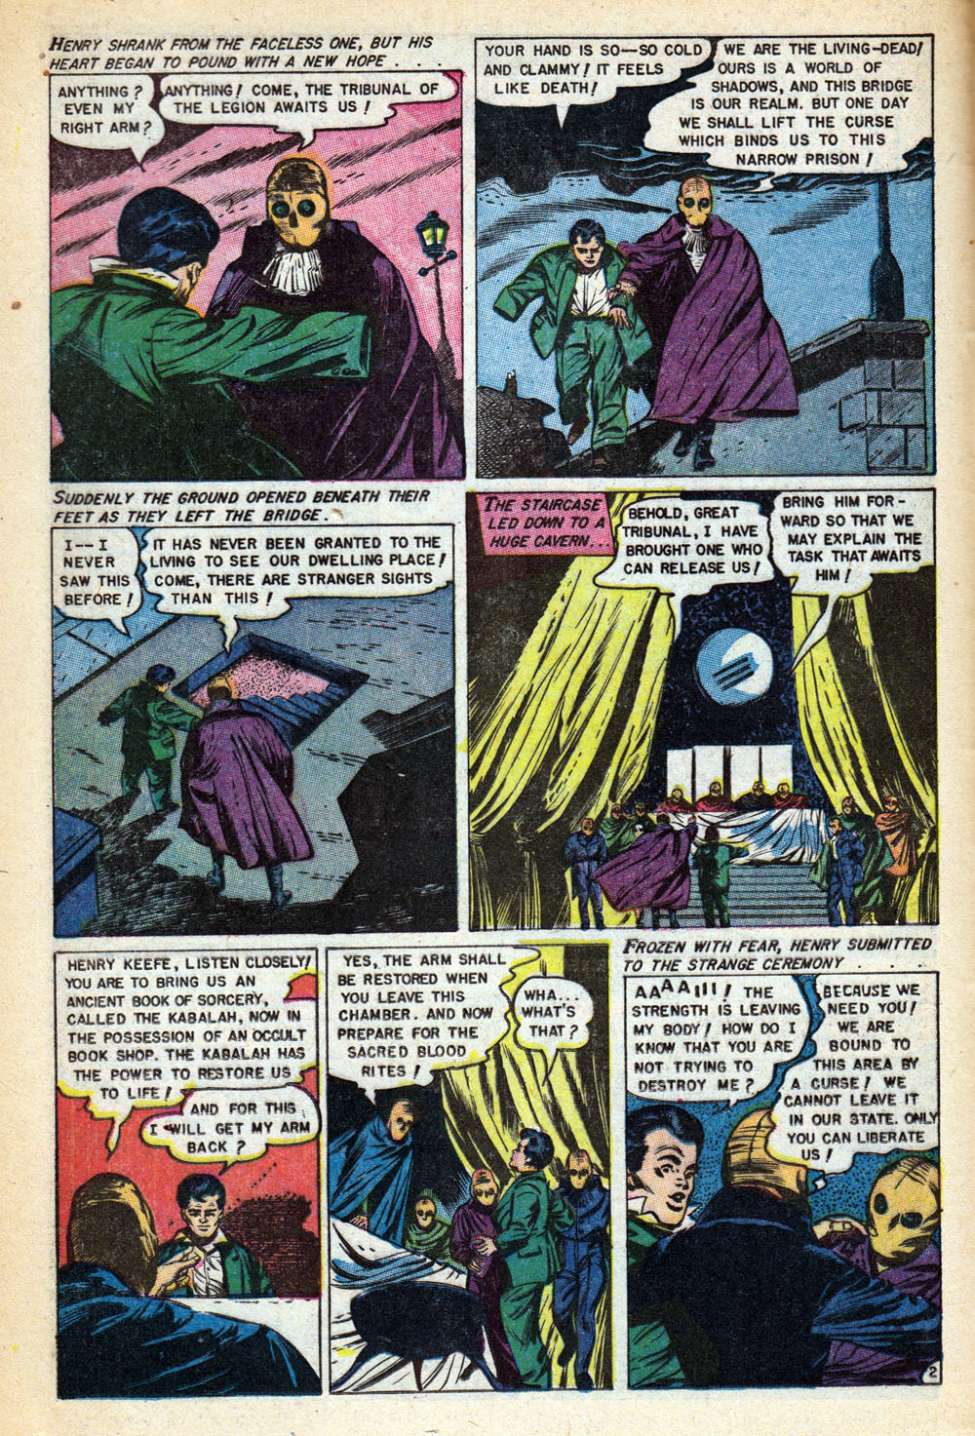 HENRY SHRANK FROM THE FACELESS ONE, BUT HIS
HEART BEGAN TO POUND WITH A NEW HOPE . . . .
ANYTHING?
EVEN MY
RIGHT ARM?
ANYTHING! COME, THE TRIBUNAL OF
THE LEGION AWAITS US!
YOUR HAND IS SO--SO COLD
AND CLAMMY! IT FEELS
LIKE DEATH!
WE ARE THE LIVING-DEAD!
OURS IS A WORLD OF
SHADOWS, AND THIS BRIDGE
IS OUR REALM. BUT ONE DAY
WE SHALL LIFT THE CURSE
WHICH BINDS US TO THIS
NARROW PRISON!
SUDDENLY THE GROUND OPENED BENEATH THEIR
FEET AS THEY LEFT THE BRIDGE.
I--I
NEVER
SAW THIS
BEFORE!
IT HAS NEVER BEEN GRANTED TO THE
LIVING TO SEE OUR DWELLING PLACE!
COME, THERE ARE STRANGER SIGHTS
THAN THIS!
THE STAIRCASE
LED DOWN TO A
HUGE CAVERN...
BEHOLD, GREAT
TRIBUNAL, I HAVE
BROUGHT ONE WHO
CAN RELEASE US!
BRING HIM FOR-
WARD SO THAT WE
MAY EXPLAIN THE
TASK THAT AWAITS
HIM!
HENRY KEEFE, LISTEN CLOSELY!
YOU ARE TO BRING US AN
ANCIENT BOOK OF SORCERY,
CALLED THE KABALAH, NOW IN
THE POSSESSION OF AN OCCULT
BOOK SHOP. THE KABALAH HAS
THE POWER TO RESTORE US
TO LIFE!
AND FOR THIS
I WILL GET MY ARM
BACK?
YES, THE ARM SHALL
BE RESTORED WHEN
YOU LEAVE THIS
CHAMBER. AND NOW
PREPARE FOR THE
SACRED BLOOD
RITES!
WHA...
WHAT'S
THAT?
FROZEN WITH FEAR, HENRY SUBMITTED
TO THE STRANGE CEREMONY . . . .
AAAAIII! THE
STRENGTH IS LEAVING
MY BODY! HOW DO I
KNOW THAT YOU ARE
NOT TRYING TO
DESTROY ME?
BECAUSE WE
NEED YOU!
WE ARE
BOUND TO
THIS AREA BY
A CURSE! WE
CANNOT LEAVE IT
IN OUR STATE. ONLY
YOU CAN LIBERATE
US!
2